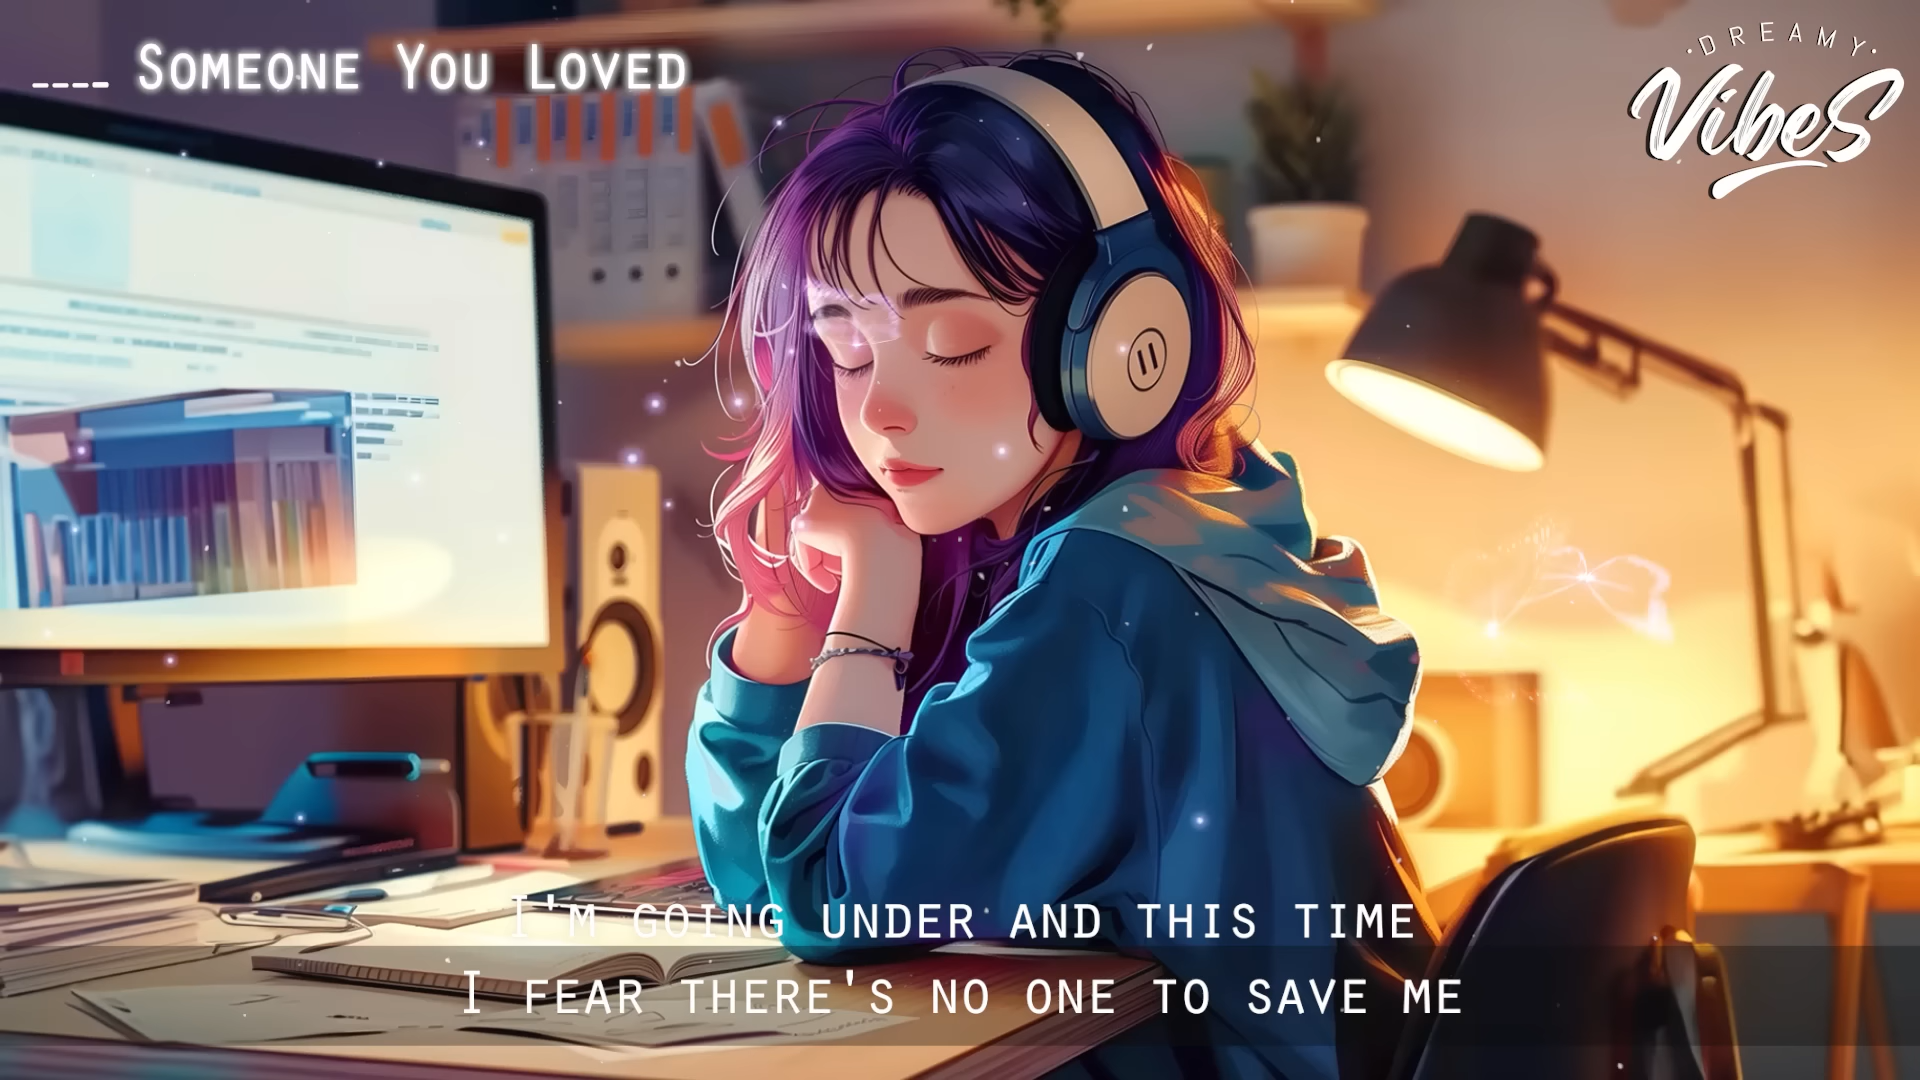 ---- Someone You Loved
·DREAMY·
Vibes
I'M GOING UNDER AND THIS TIME
I FEAR THERE'S NO ONE TO SAVE ME